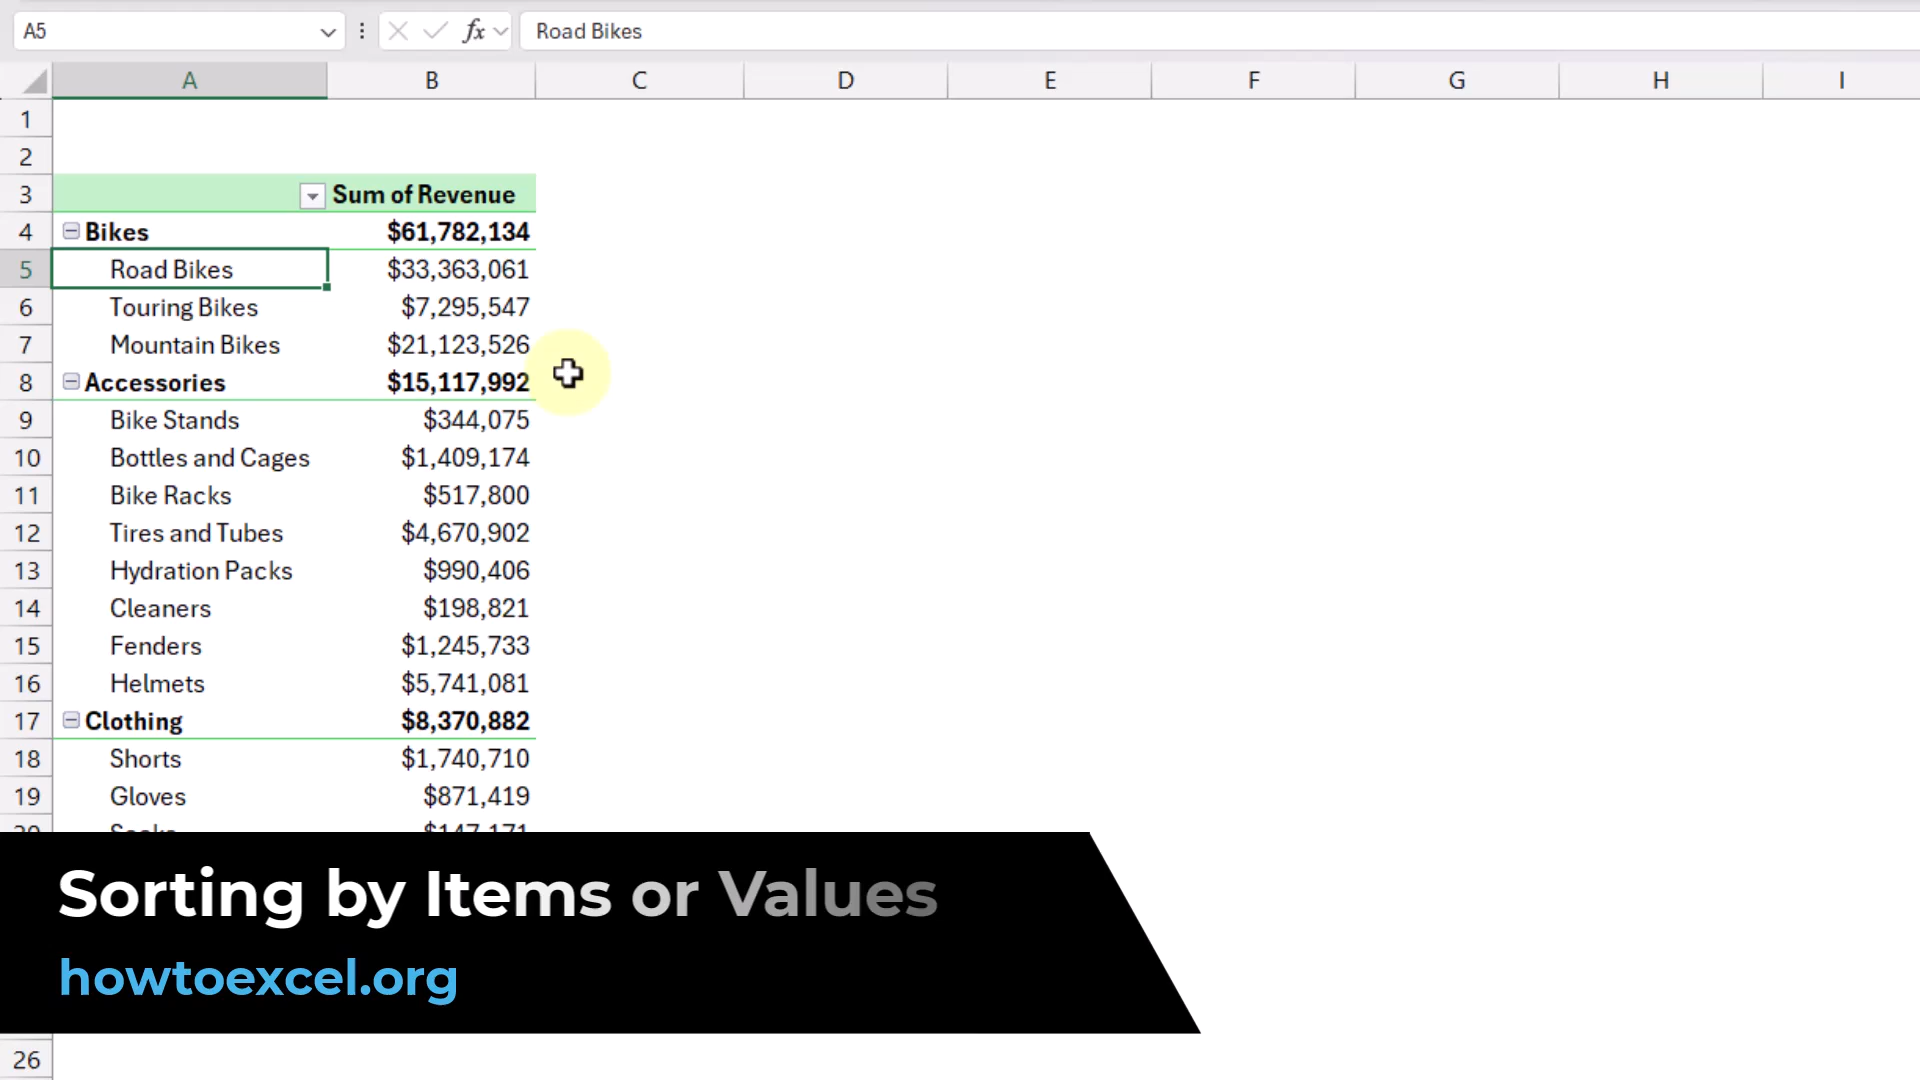 A5 fx Road Bikes
A B C D E F G H I
1
2
3 Sum of Revenue
4 Bikes $61,782,134
5 Road Bikes $33,363,061
6 Touring Bikes $7,295,547
7 Mountain Bikes $21,123,526
8 Accessories $15,117,992
9 Bike Stands $344,075
10 Bottles and Cages $1,409,174
11 Bike Racks $517,800
12 Tires and Tubes $4,670,902
13 Hydration Packs $990,406
14 Cleaners $198,821
15 Fenders $1,245,733
16 Helmets $5,741,081
17 Clothing $8,370,882
18 Shorts $1,740,710
19 Gloves $871,419
Sorting by Items or Values
howtoexcel.org
26